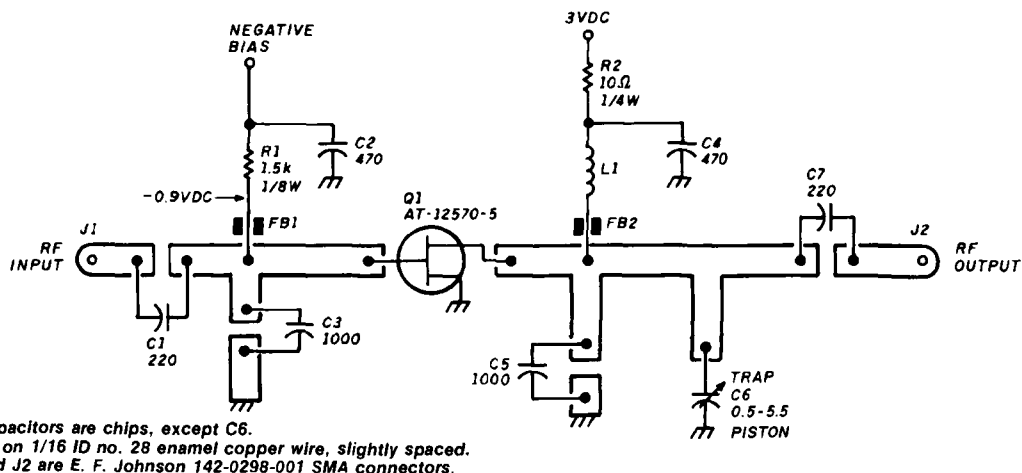 NEGATIVE
BIAS
3VDC
R2
10Ω
1/4W
C2
470
R1
1.5k
1/8W
C4
470
L1
C7
220
-0.9VDC
Q1
AT-12570-5
FB1
FB2
J1
J2
RF
INPUT
RF
OUTPUT
C1
220
C3
1000
C5
1000
TRAP
C6
0.5-5.5
PISTON
pacitors are chips, except C6.
on 1/16 ID no. 28 enamel copper wire, slightly spaced.
d J2 are E. F. Johnson 142-0298-001 SMA connectors.